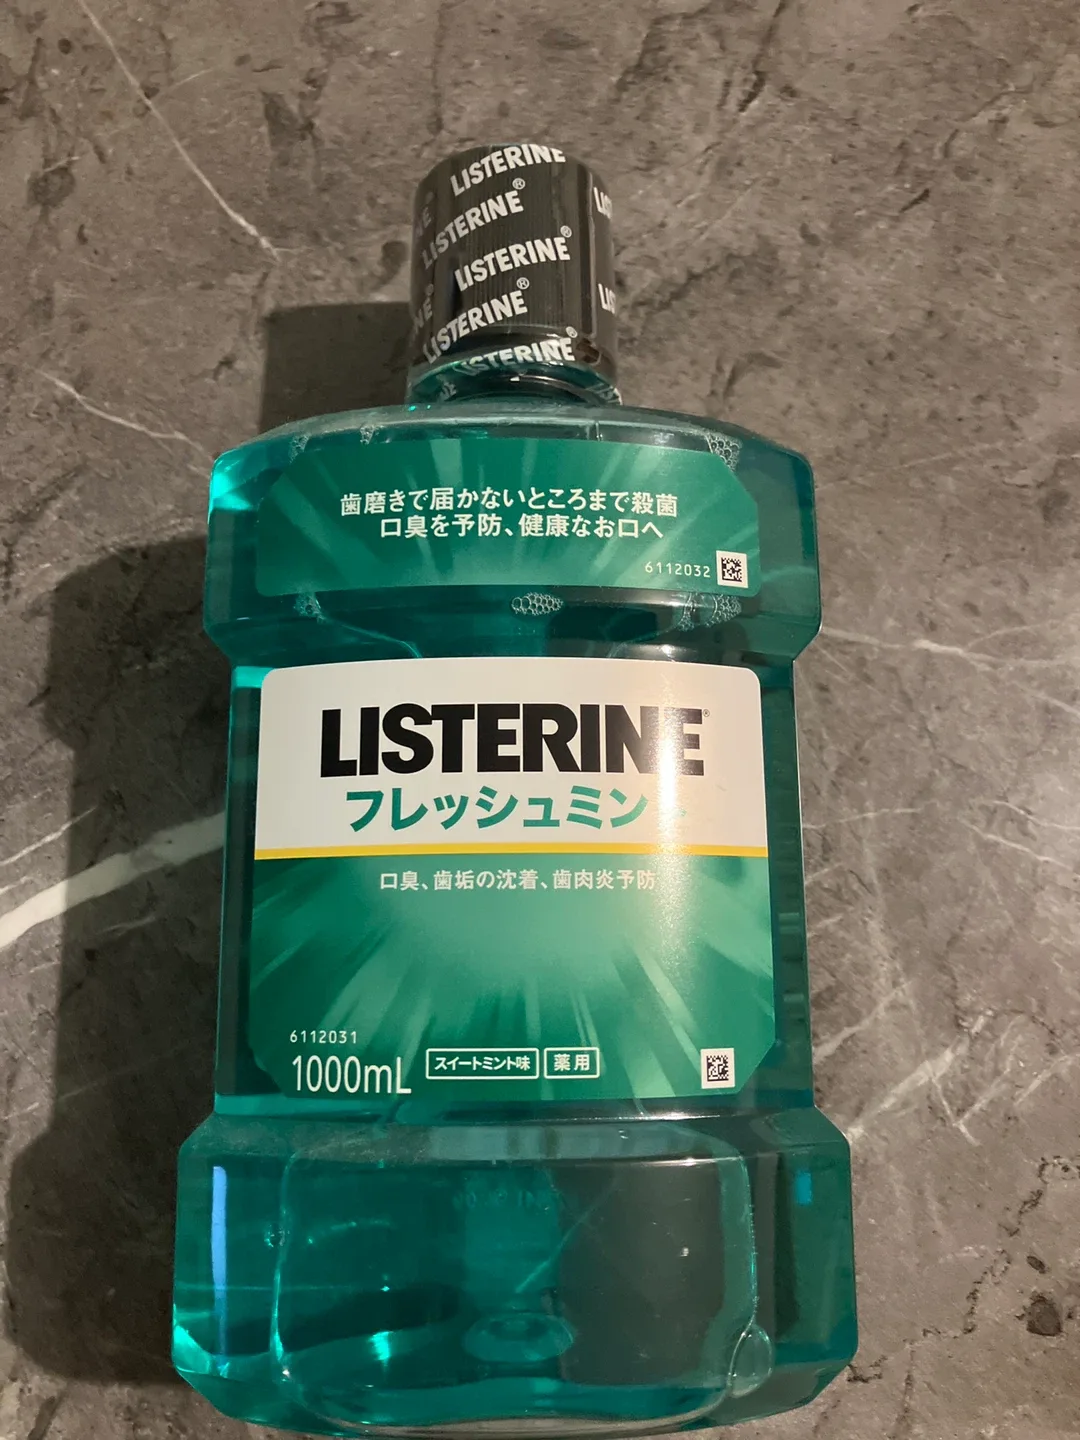 LISTERINE
LISTERINE®
LISTERINE®
LISTERINE®
LISTERINE®
歯磨きで届かないところまで殺菌
口臭を予防、健康なお口へ
6112032
LISTERINE®
フレッシュミント
口臭、歯垢の沈着、歯肉炎予防
6112031
1000mL スイートミント味 薬用